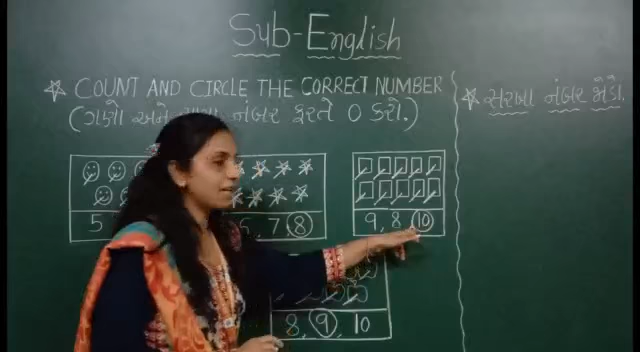 Sub-English
☆ COUNT AND CIRCLE THE CORRECT NUMBER
(ગણો અને સાચા નંબર ફરતે O કરો.)
5
6, 7, 8
9, 8, 10
8, 9, 10
☆ સરખા નંબર જોડો.